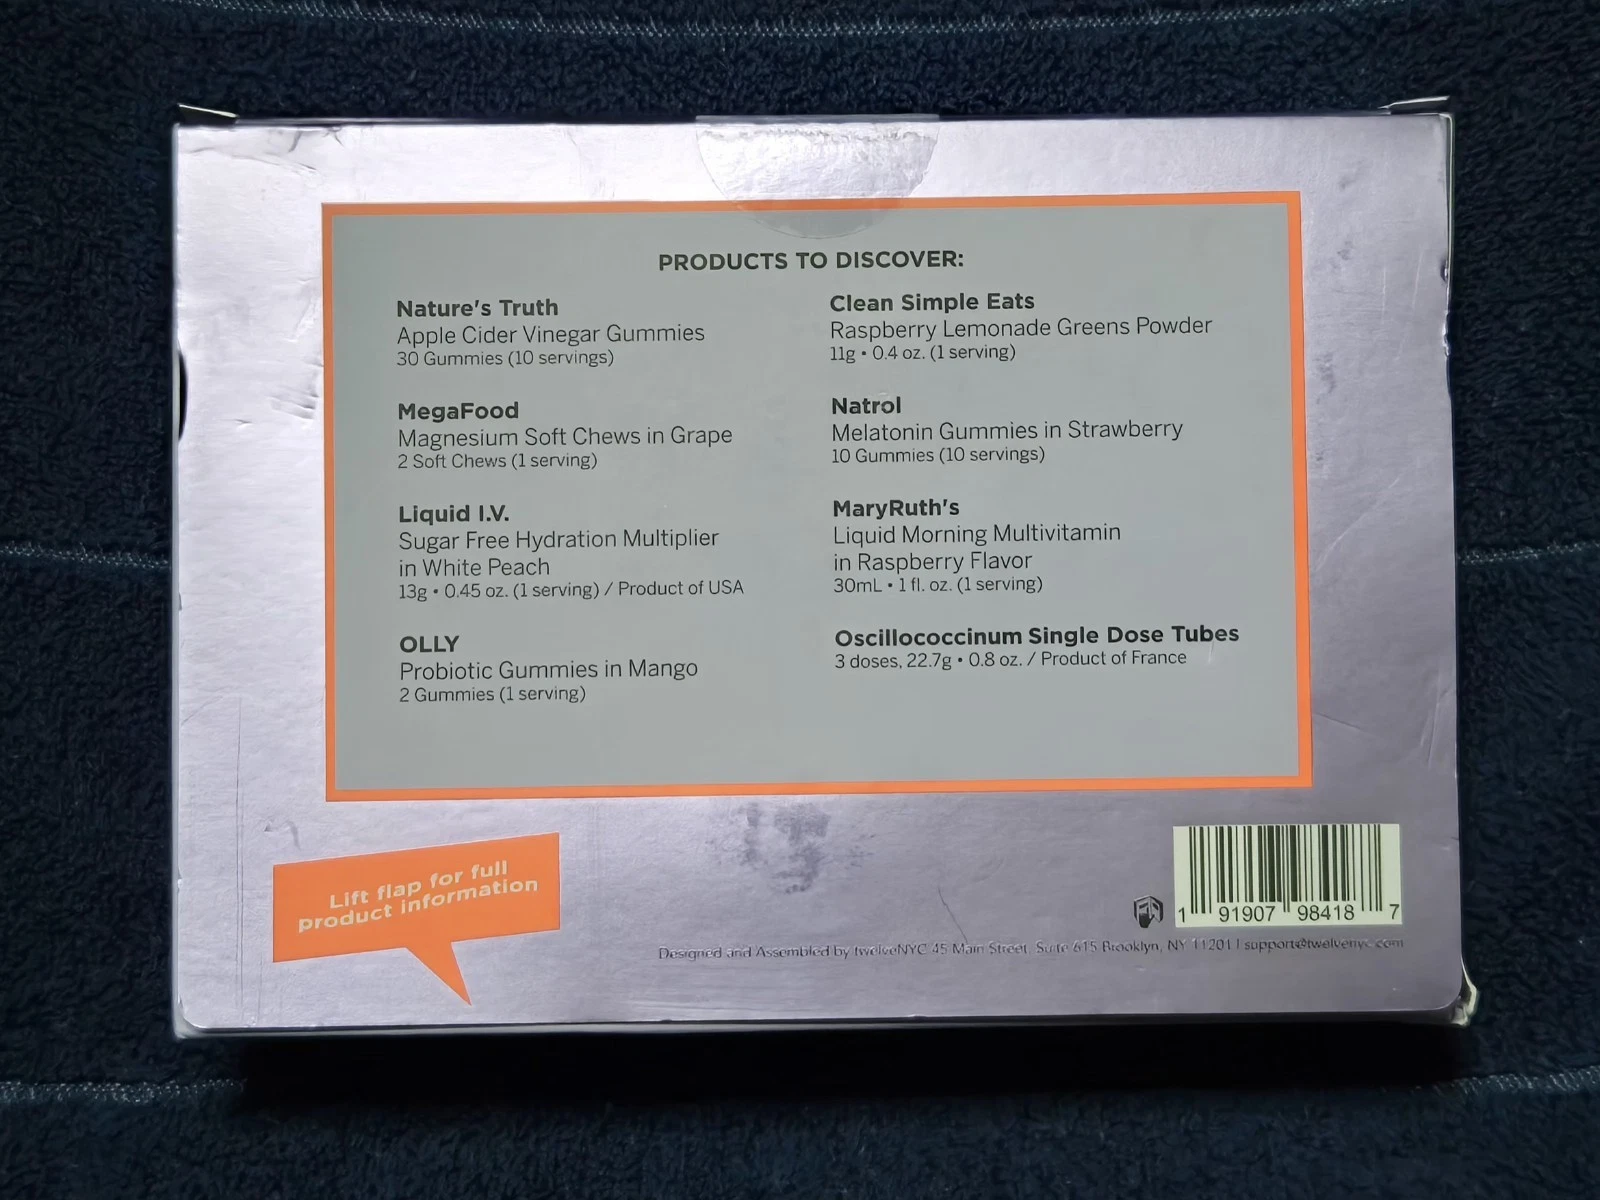 PRODUCTS TO DISCOVER:
Nature's Truth
Apple Cider Vinegar Gummies
30 Gummies (10 servings)
MegaFood
Magnesium Soft Chews in Grape
2 Soft Chews (1 serving)
Liquid I.V.
Sugar Free Hydration Multiplier
in White Peach
13g • 0.45 oz. (1 serving) / Product of USA
OLLY
Probiotic Gummies in Mango
2 Gummies (1 serving)
Clean Simple Eats
Raspberry Lemonade Greens Powder
11g • 0.4 oz. (1 serving)
Natrol
Melatonin Gummies in Strawberry
10 Gummies (10 servings)
MaryRuth's
Liquid Morning Multivitamin
in Raspberry Flavor
30mL • 1 fl. oz. (1 serving)
Oscillococcinum Single Dose Tubes
3 doses, 22.7g • 0.8 oz. / Product of France
Lift flap for full
product information
1 91907 98418 7
Designed and Assembled by twelveNYC 45 Main Street, Suite 615 Brooklyn, NY 11201 | support@twelvenyc.com